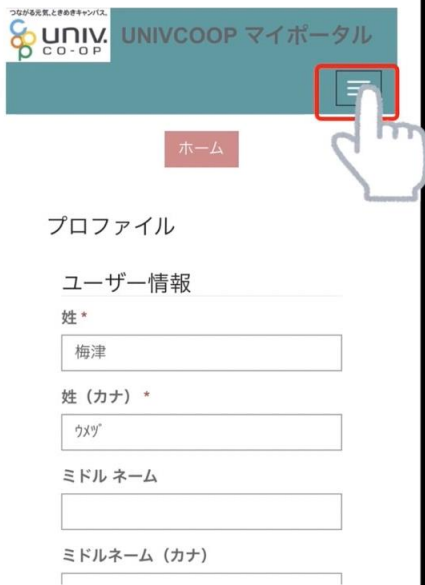 つながる元気、ときめきキャンパス。
UNIV.
CO-OP
UNIVCOOP マイポータル
ホーム
プロファイル
ユーザー情報
姓*
梅津
姓（カナ）*
ｳﾒﾂﾞ
ミドル ネーム
ミドルネーム（カナ）